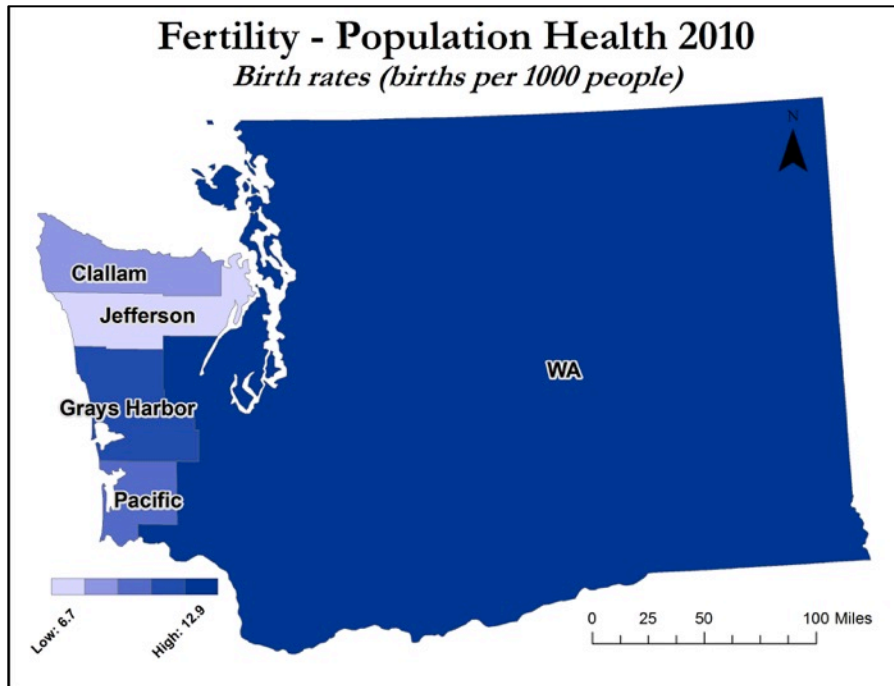 Fertility - Population Health 2010
Birth rates (births per 1000 people)
N
Clallam
Jefferson
WA
Grays Harbor
Pacific
Low: 6.7
High: 12.9
0 25 50 100 Miles